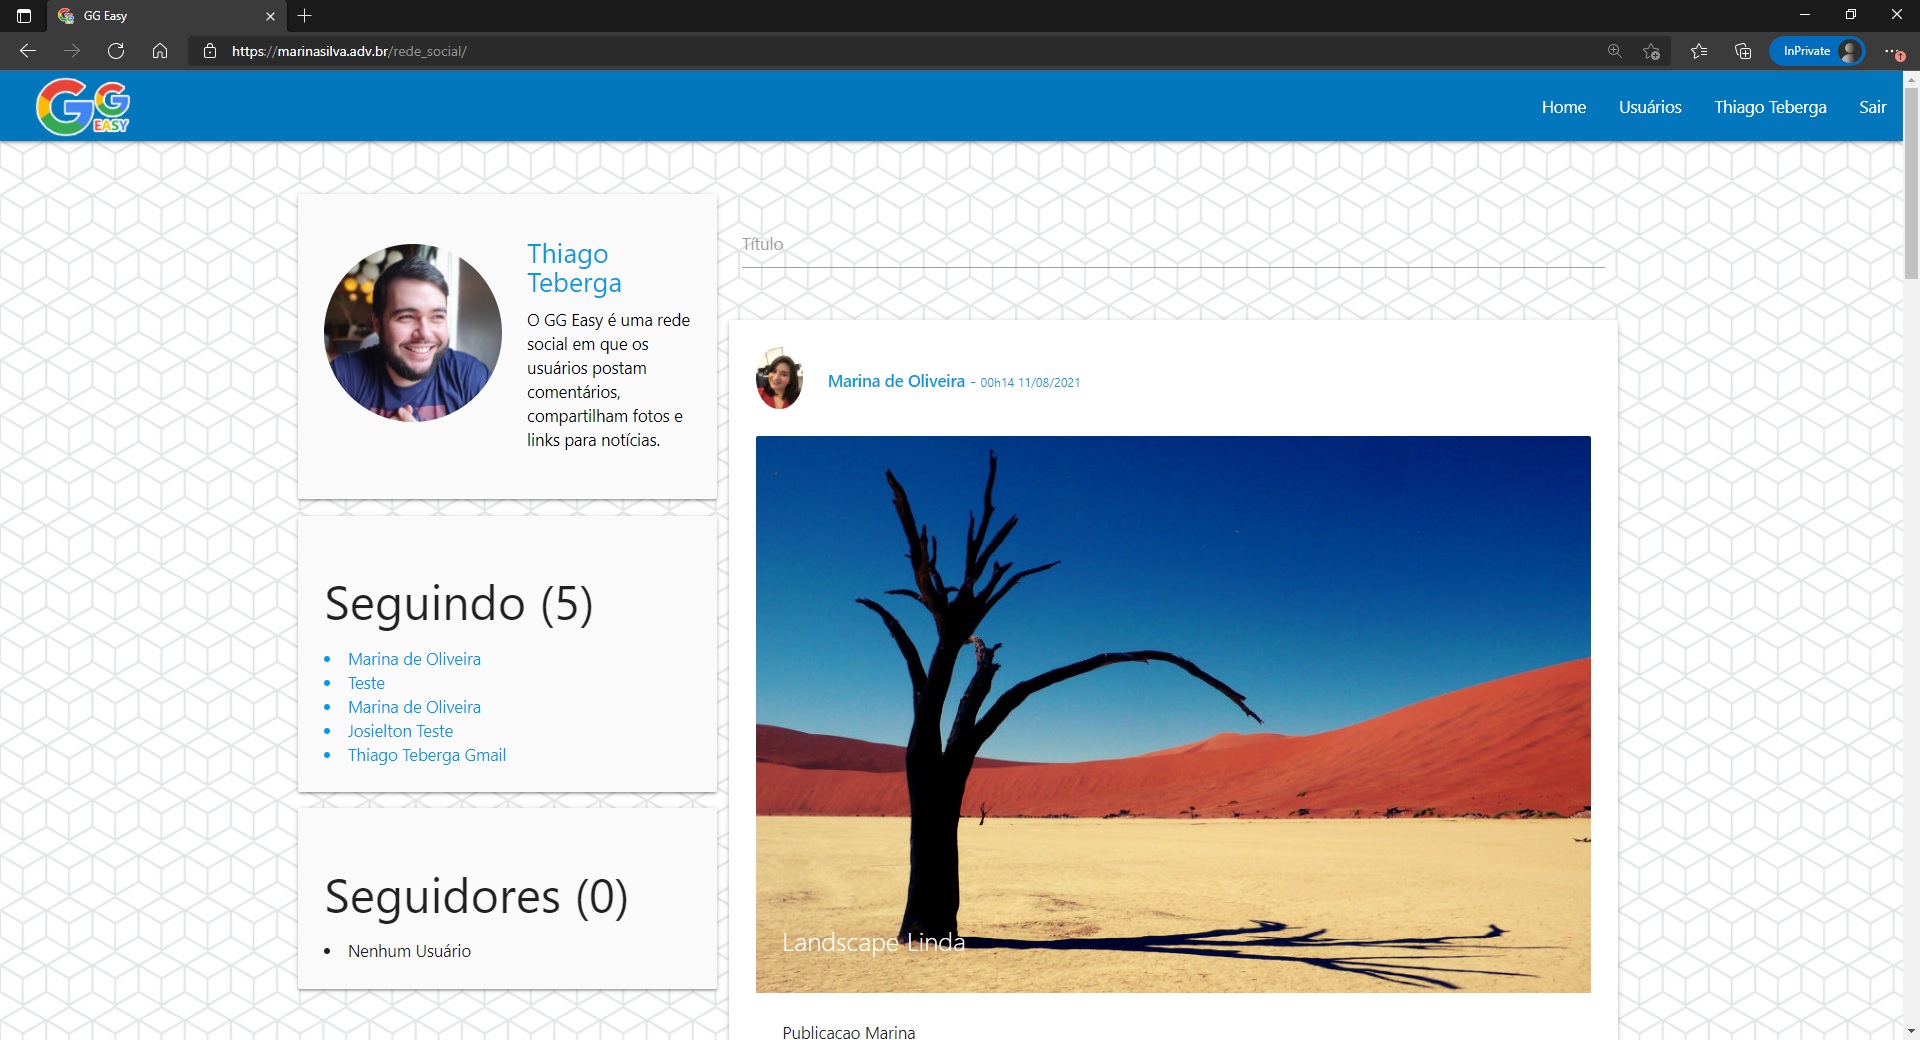 GG Easy
https://marinasilva.adv.br/rede_social/
InPrivate
GG
EASY
Home
Usuários
Thiago Teberga
Sair
Thiago
Teberga
O GG Easy é uma rede
social em que os
usuários postam
comentários,
compartilham fotos e
links para notícias.
Seguindo (5)
Marina de Oliveira
Teste
Marina de Oliveira
Josielton Teste
Thiago Teberga Gmail
Seguidores (0)
Nenhum Usuário
Título
Marina de Oliveira - 00h14 11/08/2021
Landscape Linda
Publicacao Marina